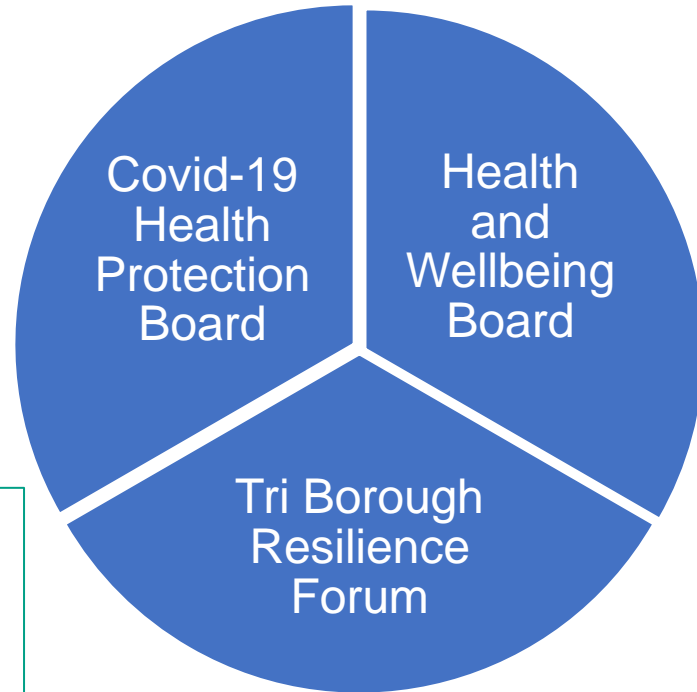 Covid-19
Health
Protection
Board
Health
and
Wellbeing
Board
Tri Borough
Resilience
Forum